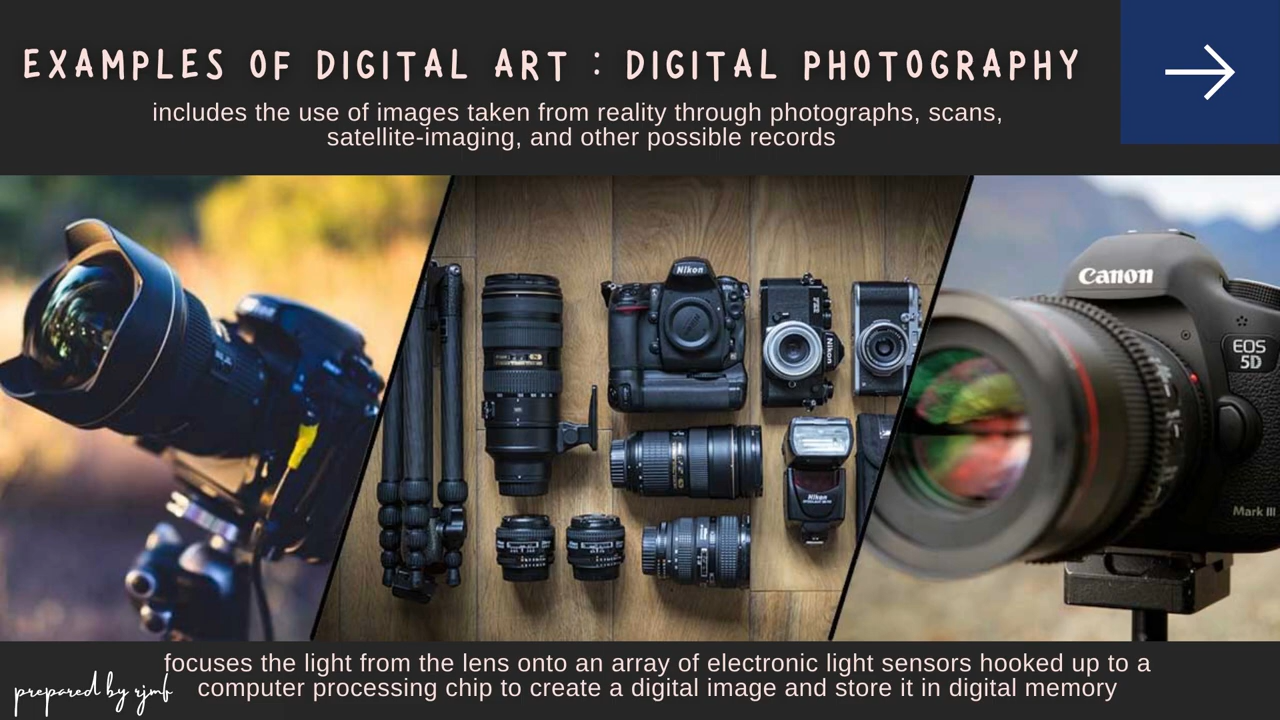 EXAMPLES OF DIGITAL ART : DIGITAL PHOTOGRAPHY
includes the use of images taken from reality through photographs, scans,
satellite-imaging, and other possible records
Nikon
Nikon
Nikon
Canon
EOS
5D
Mark III
focuses the light from the lens onto an array of electronic light sensors hooked up to a
computer processing chip to create a digital image and store it in digital memory
prepared by rjmf